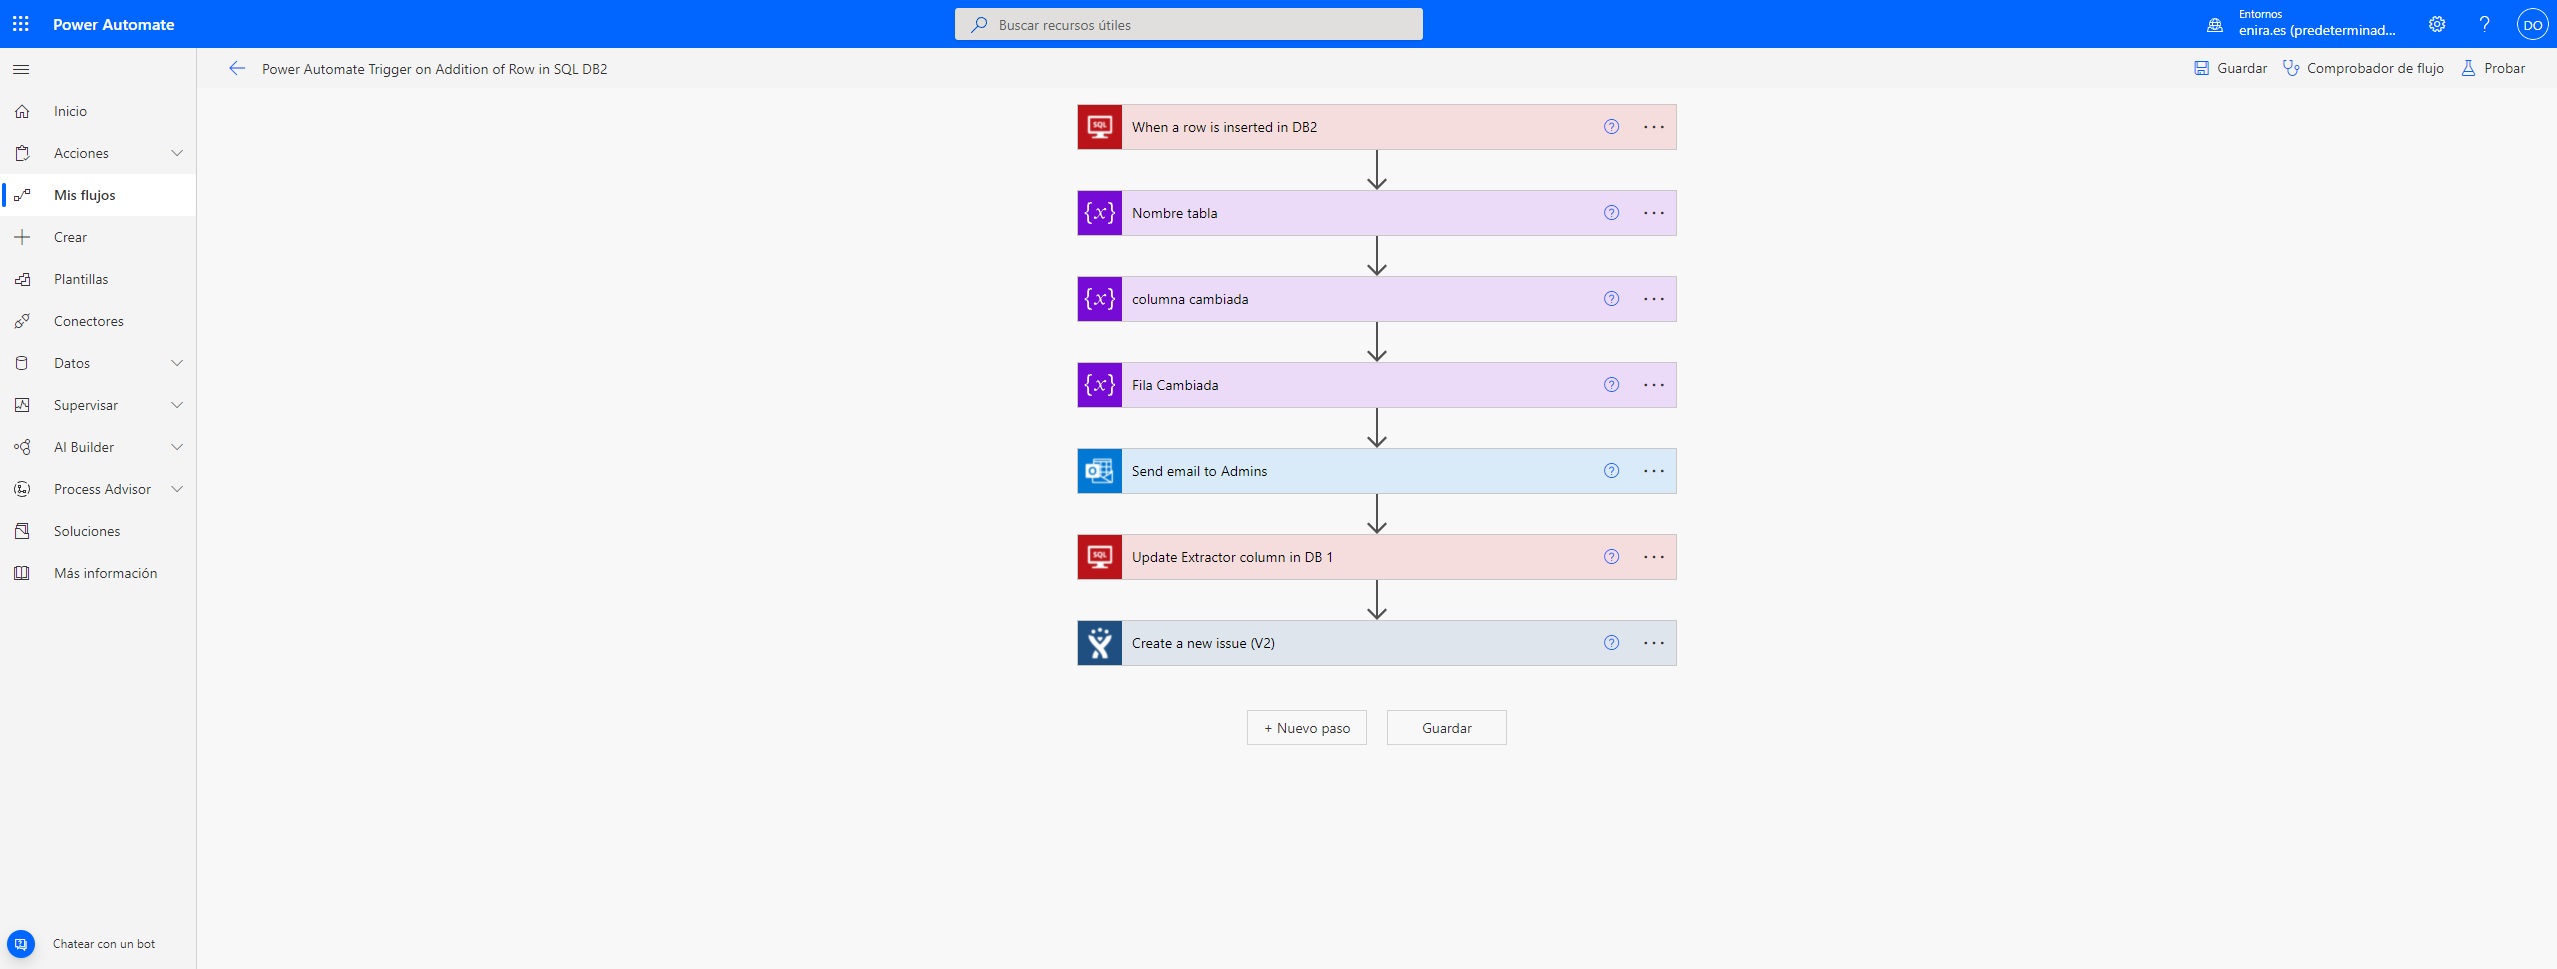 Power Automate
Buscar recursos útiles
Entornos
enira.es (predeterminad...
?
DO
Power Automate Trigger on Addition of Row in SQL DB2
Guardar
Comprobador de flujo
Probar
Inicio
Acciones
Mis flujos
Crear
Plantillas
Conectores
Datos
Supervisar
AI Builder
Process Advisor
Soluciones
Más información
Chatear con un bot
SQL When a row is inserted in DB2 ? ...
{x} Nombre tabla ? ...
{x} columna cambiada ? ...
{x} Fila Cambiada ? ...
Send email to Admins ? ...
SQL Update Extractor column in DB 1 ? ...
Create a new issue (V2) ? ...
+ Nuevo paso
Guardar